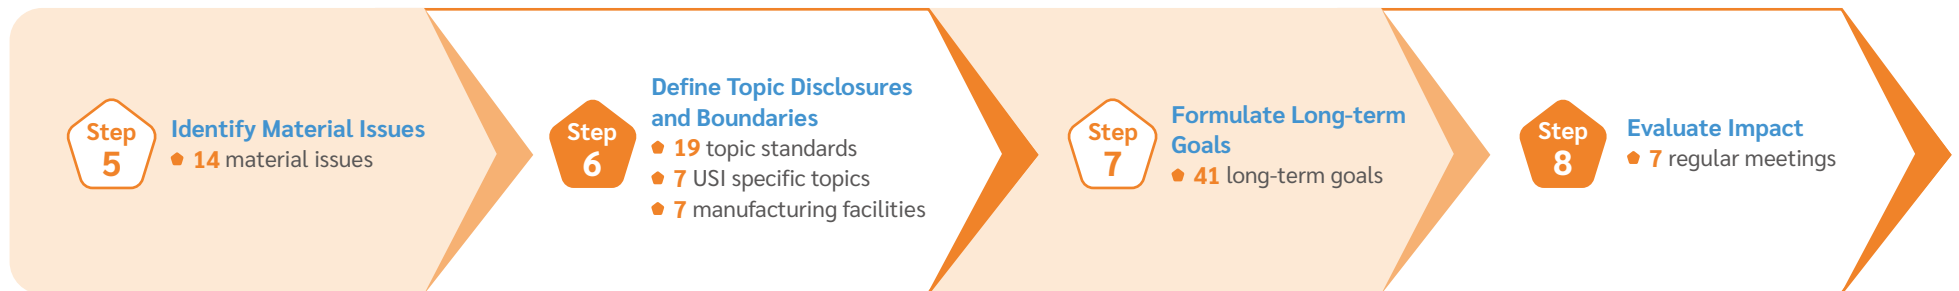 Step
5
Identify Material Issues
14 material issues
Step
6
Define Topic Disclosures
and Boundaries
19 topic standards
7 USI specific topics
7 manufacturing facilities
Step
7
Formulate Long-term
Goals
41 long-term goals
Step
8
Evaluate Impact
7 regular meetings